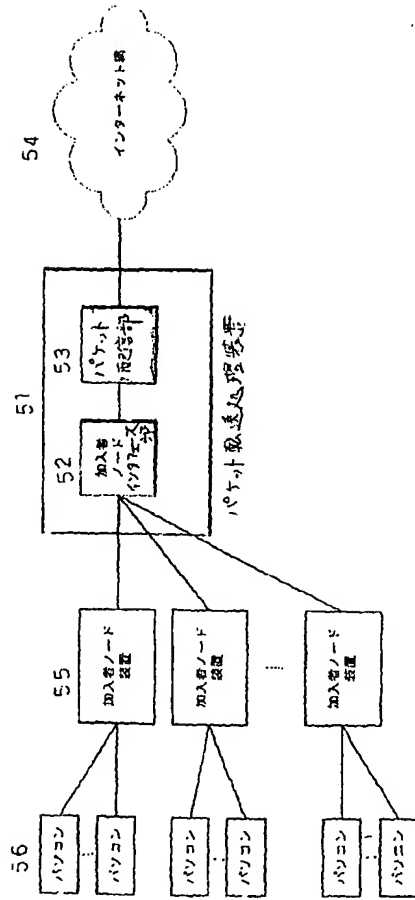 54
インターネット網
51
53
パケット
配信部
52
加入者
ノード
インタフェース
部
パケット転送処理装置
55
加入者ノード
装置
加入者ノード
装置
加入者ノード
装置
56
パソコン
パソコン
パソコン
パソコン
パソコン
パソコン